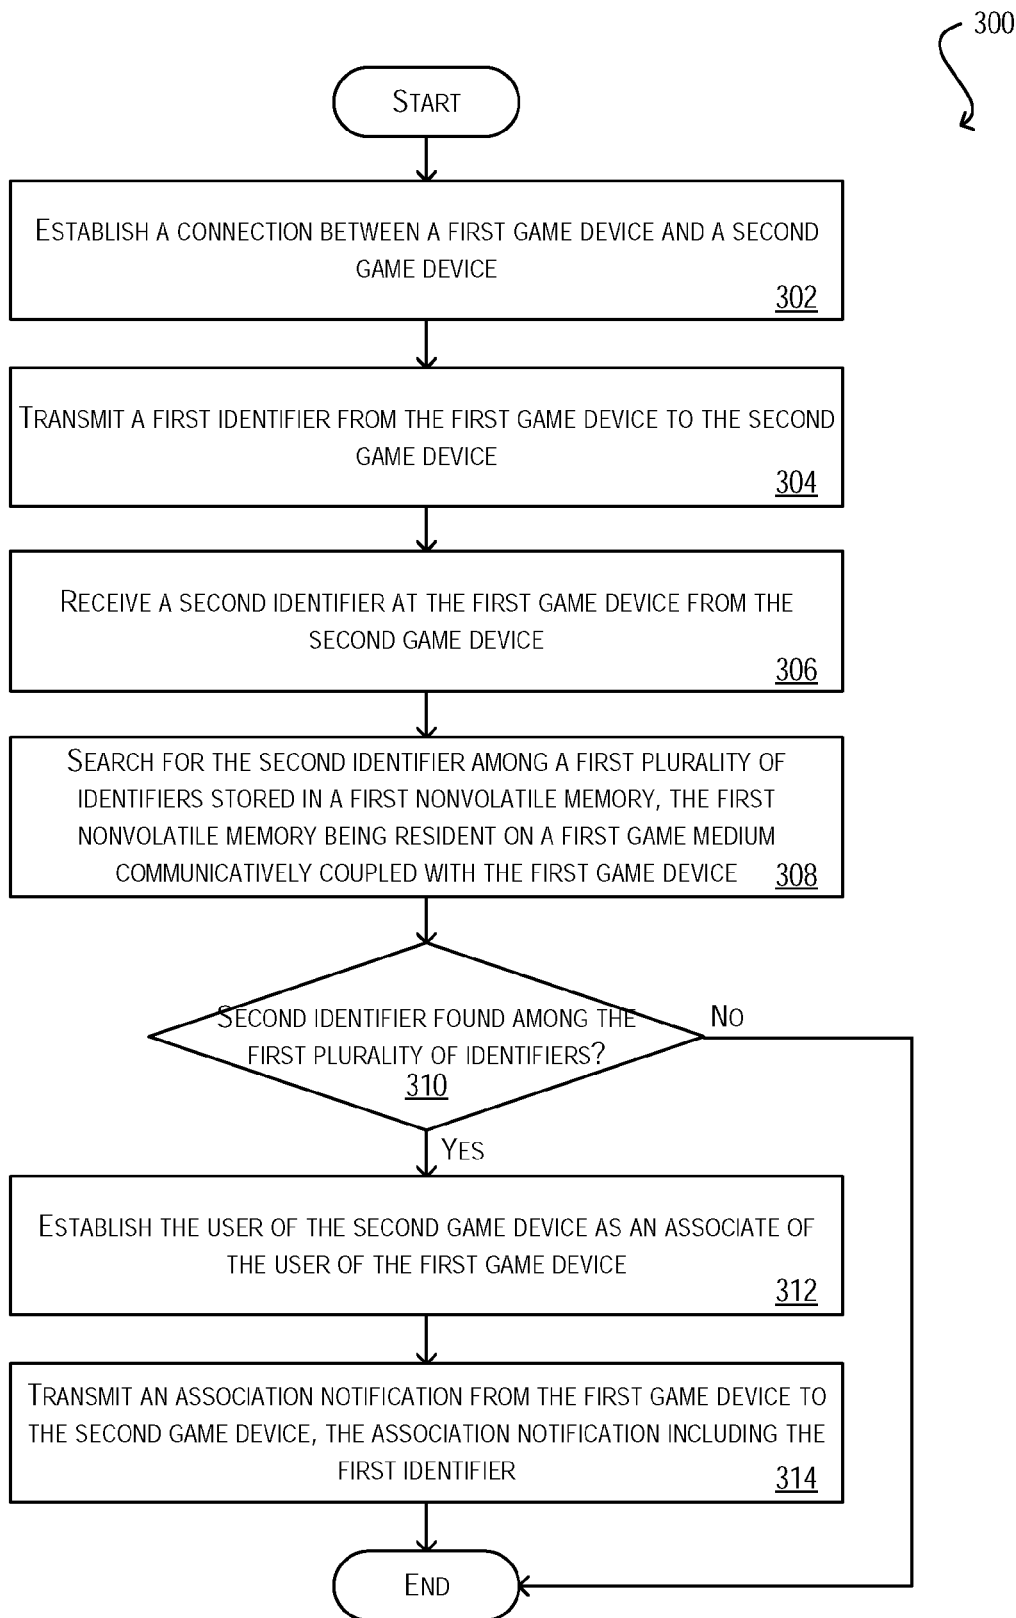 300
START
ESTABLISH A CONNECTION BETWEEN A FIRST GAME DEVICE AND A SECOND
GAME DEVICE
302
TRANSMIT A FIRST IDENTIFIER FROM THE FIRST GAME DEVICE TO THE SECOND
GAME DEVICE
304
RECEIVE A SECOND IDENTIFIER AT THE FIRST GAME DEVICE FROM THE
SECOND GAME DEVICE
306
SEARCH FOR THE SECOND IDENTIFIER AMONG A FIRST PLURALITY OF
IDENTIFIERS STORED IN A FIRST NONVOLATILE MEMORY, THE FIRST
NONVOLATILE MEMORY BEING RESIDENT ON A FIRST GAME MEDIUM
COMMUNICATIVELY COUPLED WITH THE FIRST GAME DEVICE
308
SECOND IDENTIFIER FOUND AMONG THE
FIRST PLURALITY OF IDENTIFIERS?
310
NO
YES
ESTABLISH THE USER OF THE SECOND GAME DEVICE AS AN ASSOCIATE OF
THE USER OF THE FIRST GAME DEVICE
312
TRANSMIT AN ASSOCIATION NOTIFICATION FROM THE FIRST GAME DEVICE TO
THE SECOND GAME DEVICE, THE ASSOCIATION NOTIFICATION INCLUDING THE
FIRST IDENTIFIER
314
END